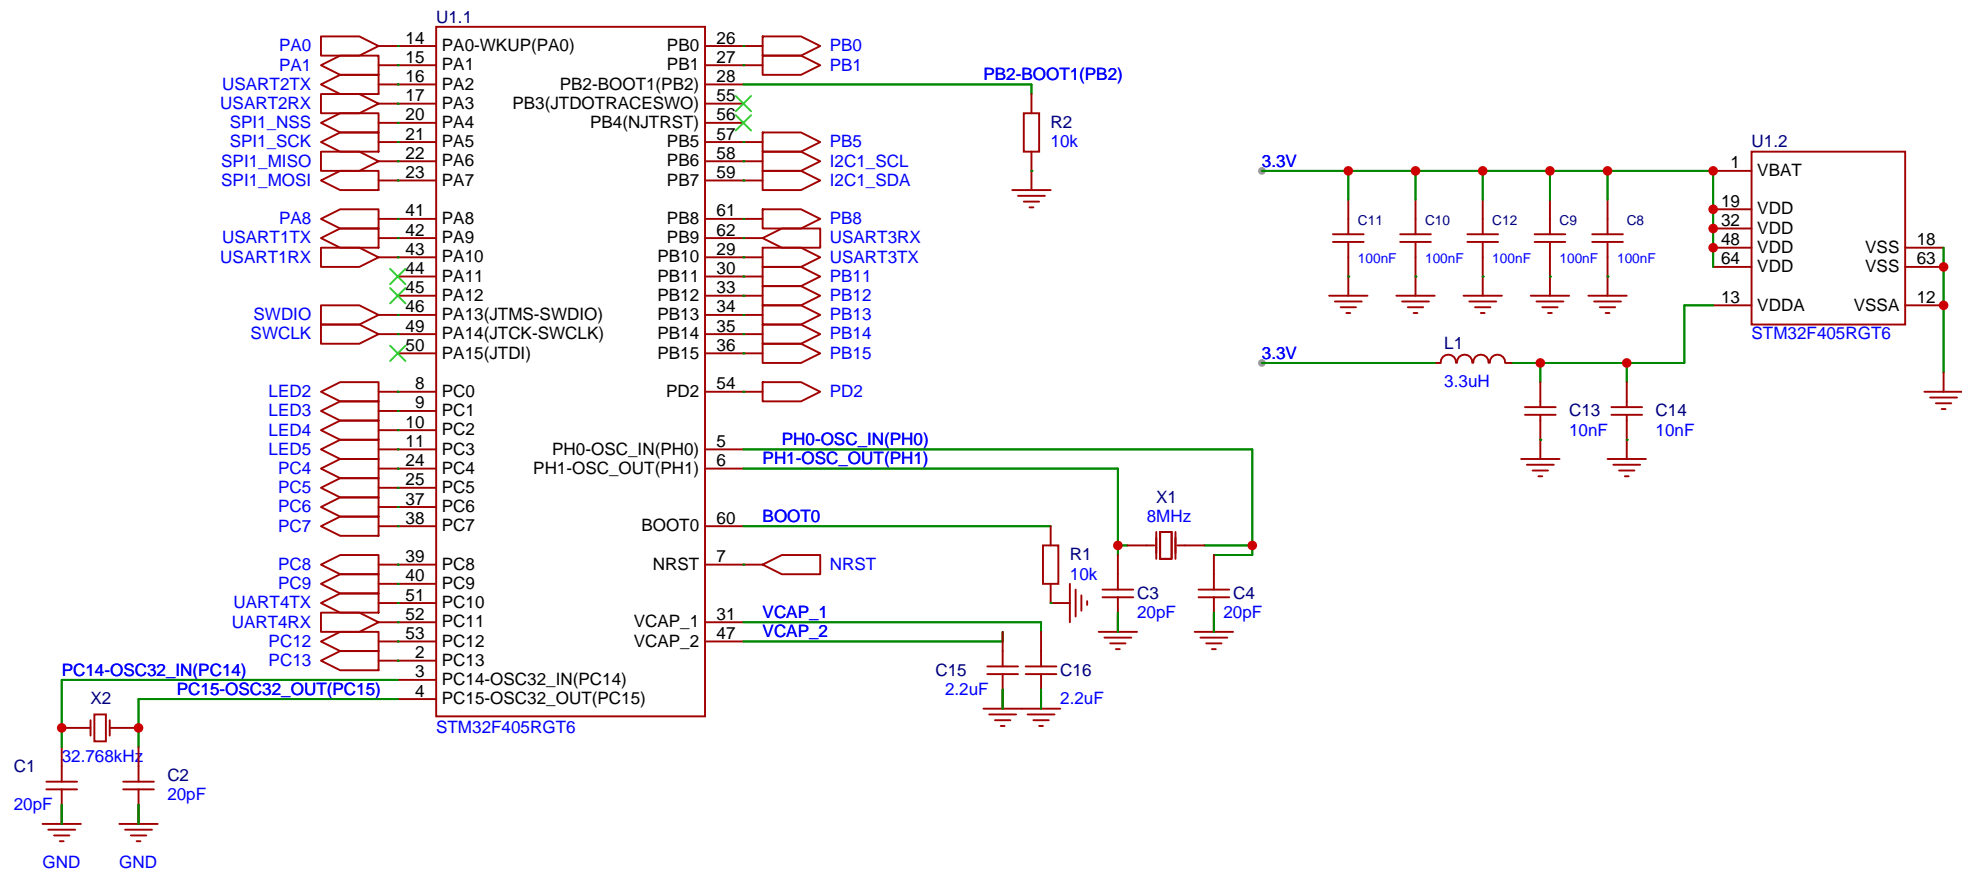 U1.1
PA0 14 PA0-WKUP(PA0)
PA1 15 PA1
USART2TX 16 PA2
USART2RX 17 PA3
SPI1_NSS 20 PA4
SPI1_SCK 21 PA5
SPI1_MISO 22 PA6
SPI1_MOSI 23 PA7
PA8 41 PA8
USART1TX 42 PA9
USART1RX 43 PA10
44 PA11
45 PA12
SWDIO 46 PA13(JTMS-SWDIO)
SWCLK 49 PA14(JTCK-SWCLK)
50 PA15(JTDI)
LED2 8 PC0
LED3 9 PC1
LED4 10 PC2
LED5 11 PC3
PC4 24 PC4
PC5 25 PC5
PC6 37 PC6
PC7 38 PC7
PC8 39 PC8
PC9 40 PC9
UART4TX 51 PC10
UART4RX 52 PC11
PC12 53 PC12
PC13 2 PC13
PC14-OSC32_IN(PC14) 3 PC14-OSC32_IN(PC14)
PC15-OSC32_OUT(PC15) 4 PC15-OSC32_OUT(PC15)
STM32F405RGT6
X2
32.768kHz
C1
20pF
C2
20pF
GND
GND
PB0 26 PB0
PB1 27 PB1
PB2-BOOT1(PB2) 28 PB2-BOOT1(PB2)
PB3(JTDOTRACESWO) 55
PB4(NJTRST) 56
PB5 57 PB5
PB6 58 I2C1_SCL
PB7 59 I2C1_SDA
PB8 61 PB8
PB9 62 USART3RX
PB10 29 USART3TX
PB11 30 PB11
PB12 33 PB12
PB13 34 PB13
PB14 35 PB14
PB15 36 PB15
PD2 54 PD2
PH0-OSC_IN(PH0) 5 PH0-OSC_IN(PH0)
PH1-OSC_OUT(PH1) 6 PH1-OSC_OUT(PH1)
BOOT0 60 BOOT0
NRST 7 NRST
VCAP_1 31 VCAP_1
VCAP_2 47 VCAP_2
R2
10k
X1
8MHz
R1
10k
C3
20pF
C4
20pF
C15
2.2uF
C16
2.2uF
3.3V
C11
100nF
C10
100nF
C12
100nF
C9
100nF
C8
100nF
U1.2
1 VBAT
19 VDD
32 VDD
48 VDD
64 VDD
13 VDDA
VSS 18
VSS 63
VSSA 12
STM32F405RGT6
3.3V
L1
3.3uH
C13
10nF
C14
10nF